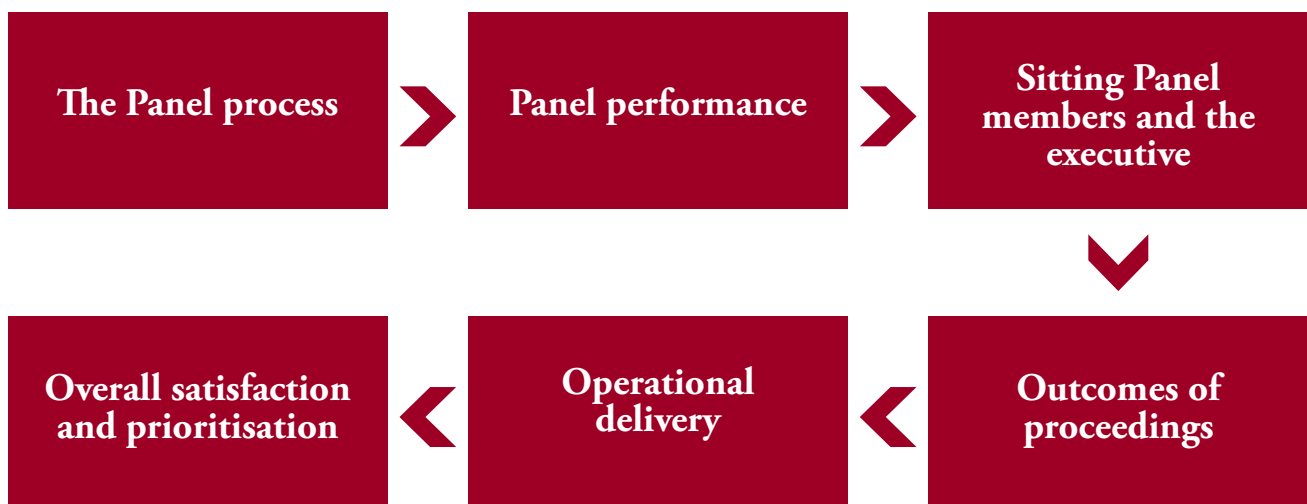 The Panel process
Panel performance
Sitting Panel
members and the
executive
Outcomes of
proceedings
Operational
delivery
Overall satisfaction
and prioritisation